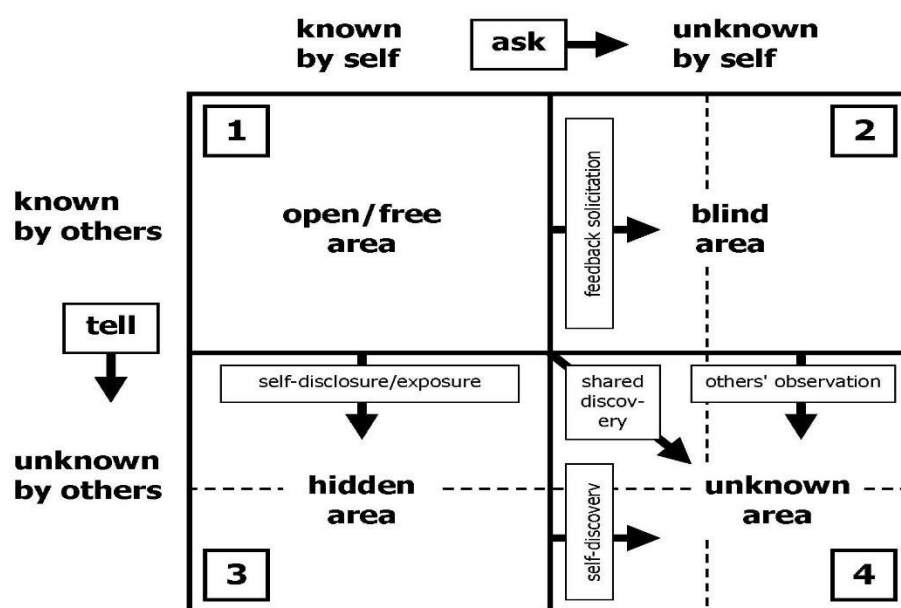 known
by self
ask
unknown
by self
1
2
known
by others
open/free
area
feedback solicitation
blind
area
tell
self-disclosure/exposure
shared
discov-
ery
others' observation
unknown
by others
hidden
area
self-discovery
unknown
area
3
4